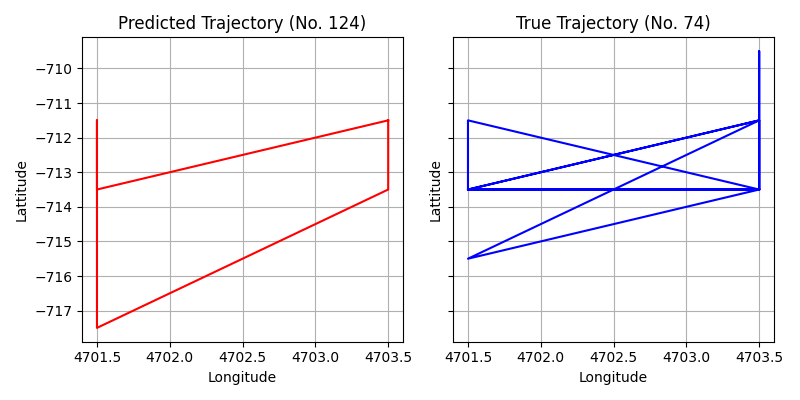 Predicted Trajectory (No. 124)
Lattitude
−710
−711
−712
−713
−714
−715
−716
−717
4701.5 4702.0 4702.5 4703.0 4703.5
Longitude
True Trajectory (No. 74)
Lattitude
4701.5 4702.0 4702.5 4703.0 4703.5
Longitude